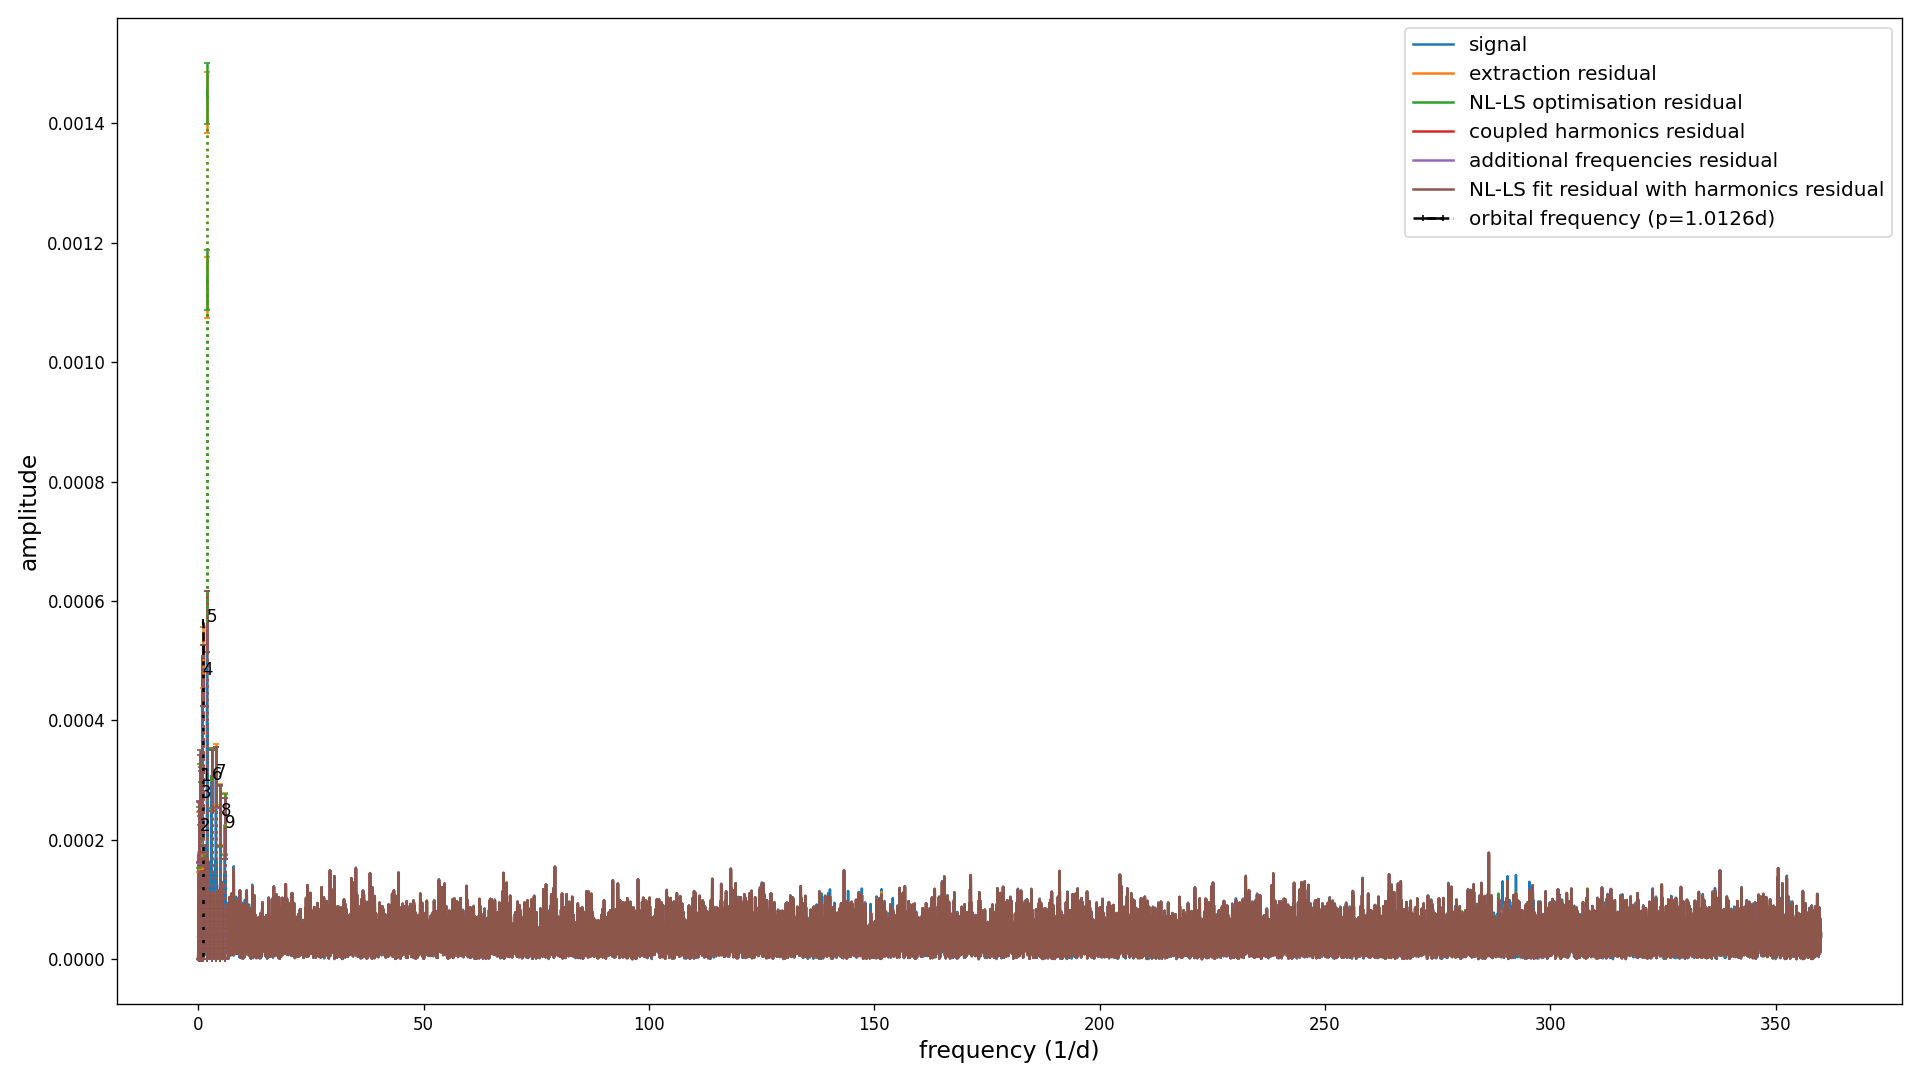 signal
extraction residual
NL-LS optimisation residual
coupled harmonics residual
additional frequencies residual
NL-LS fit residual with harmonics residual
orbital frequency (p=1.0126d)
amplitude
0.0014
0.0012
0.0010
0.0008
0.0006
0.0004
0.0002
0.0000
5
4
1
6
7
3
8
2
9
0
50
100
150
200
250
300
350
frequency (1/d)